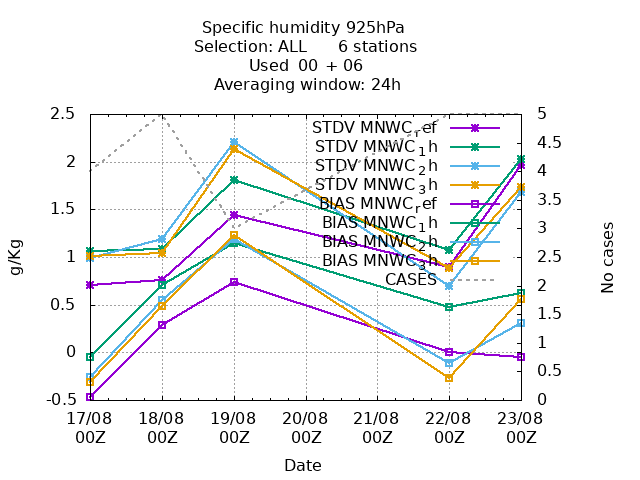 Specific humidity 925hPa
Selection: ALL      6 stations
Used  00 + 06
Averaging window: 24h
2.5
2
1.5
1
0.5
0
-0.5
g/Kg
5
4.5
4
3.5
3
2.5
2
1.5
1
0.5
0
No cases
STDV MNWC_ref
STDV MNWC_1h
STDV MNWC_2h
STDV MNWC_3h
BIAS MNWC_ref
BIAS MNWC_1h
BIAS MNWC_2h
BIAS MNWC_3h
CASES
17/08 18/08 19/08 20/08 21/08 22/08 23/08
00Z 00Z 00Z 00Z 00Z 00Z 00Z
Date